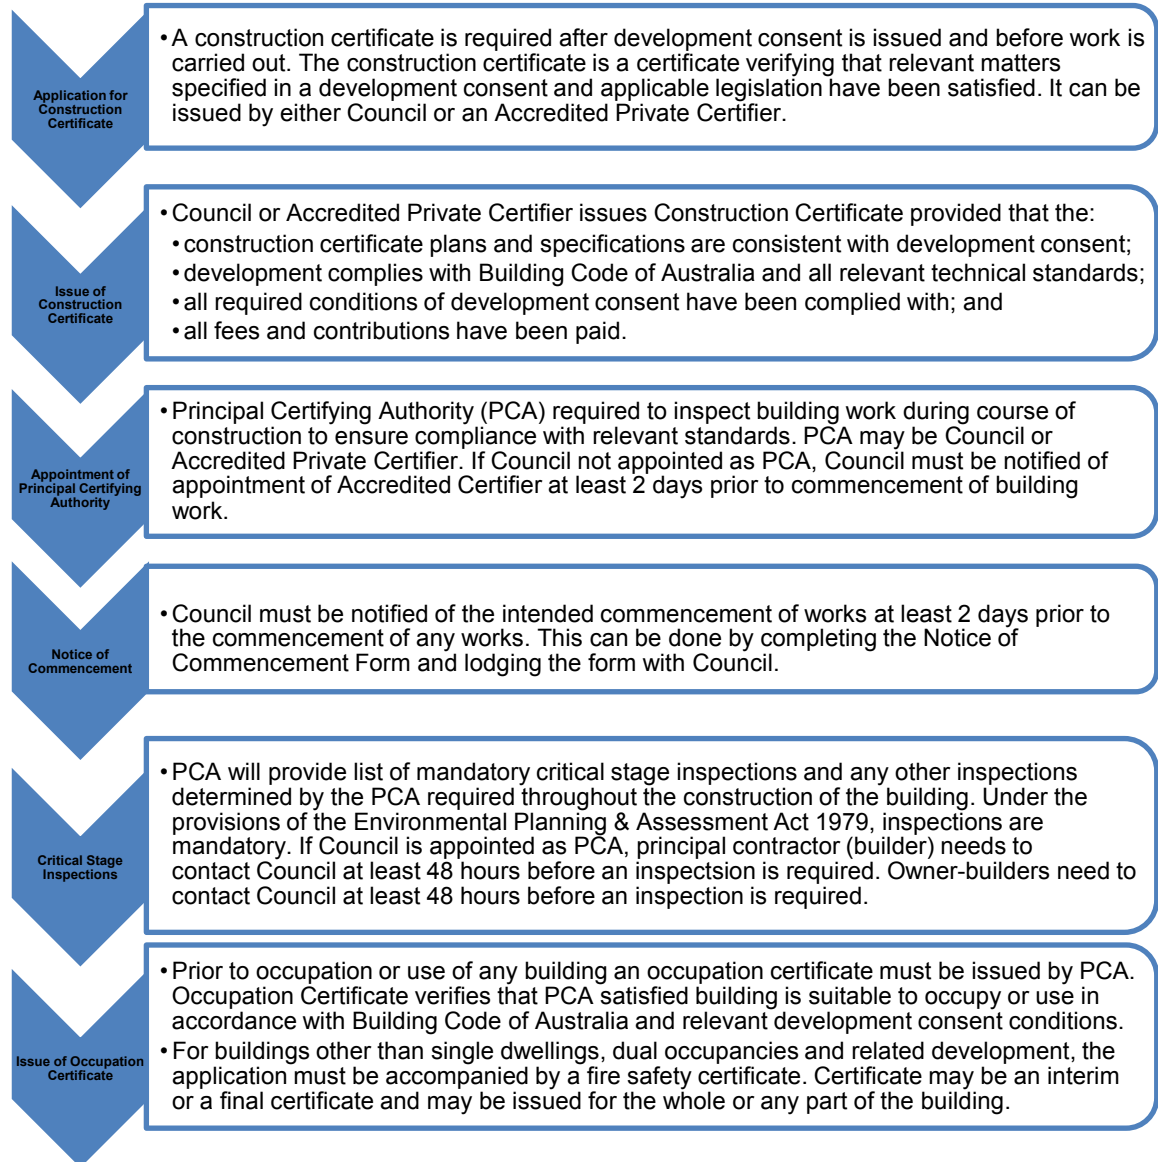 Application for
Construction
Certificate
• A construction certificate is required after development consent is issued and before work is
carried out. The construction certificate is a certificate verifying that relevant matters
specified in a development consent and applicable legislation have been satisfied. It can be
issued by either Council or an Accredited Private Certifier.
Issue of
Construction
Certificate
• Council or Accredited Private Certifier issues Construction Certificate provided that the:
• construction certificate plans and specifications are consistent with development consent;
• development complies with Building Code of Australia and all relevant technical standards;
• all required conditions of development consent have been complied with; and
• all fees and contributions have been paid.
Appointment of
Principal Certifying
Authority
• Principal Certifying Authority (PCA) required to inspect building work during course of
construction to ensure compliance with relevant standards. PCA may be Council or
Accredited Private Certifier. If Council not appointed as PCA, Council must be notified of
appointment of Accredited Certifier at least 2 days prior to commencement of building
work.
Notice of
Commencement
• Council must be notified of the intended commencement of works at least 2 days prior to
the commencement of any works. This can be done by completing the Notice of
Commencement Form and lodging the form with Council.
Critical Stage
Inspections
• PCA will provide list of mandatory critical stage inspections and any other inspections
determined by the PCA required throughout the construction of the building. Under the
provisions of the Environmental Planning & Assessment Act 1979, inspections are
mandatory. If Council is appointed as PCA, principal contractor (builder) needs to
contact Council at least 48 hours before an inspectsion is required. Owner-builders need to
contact Council at least 48 hours before an inspection is required.
Issue of Occupation
Certificate
• Prior to occupation or use of any building an occupation certificate must be issued by PCA.
Occupation Certificate verifies that PCA satisfied building is suitable to occupy or use in
accordance with Building Code of Australia and relevant development consent conditions.
• For buildings other than single dwellings, dual occupancies and related development, the
application must be accompanied by a fire safety certificate. Certificate may be an interim
or a final certificate and may be issued for the whole or any part of the building.